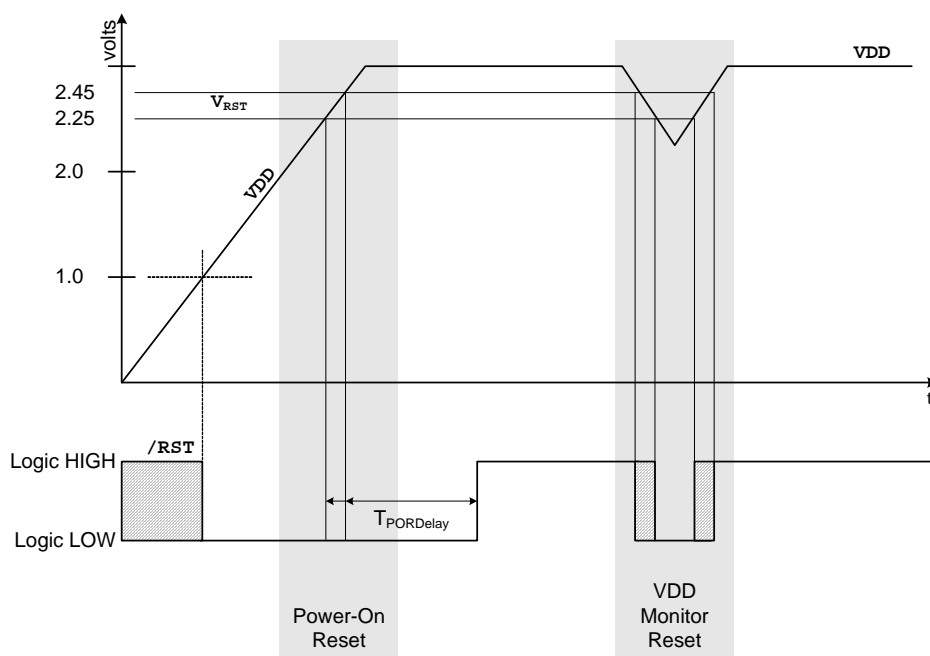 volts
VDD
2.45
VRST
2.25
2.0
VDD
1.0
t
/RST
Logic HIGH
TPORDelay
Logic LOW
Power-On
Reset
VDD
Monitor
Reset